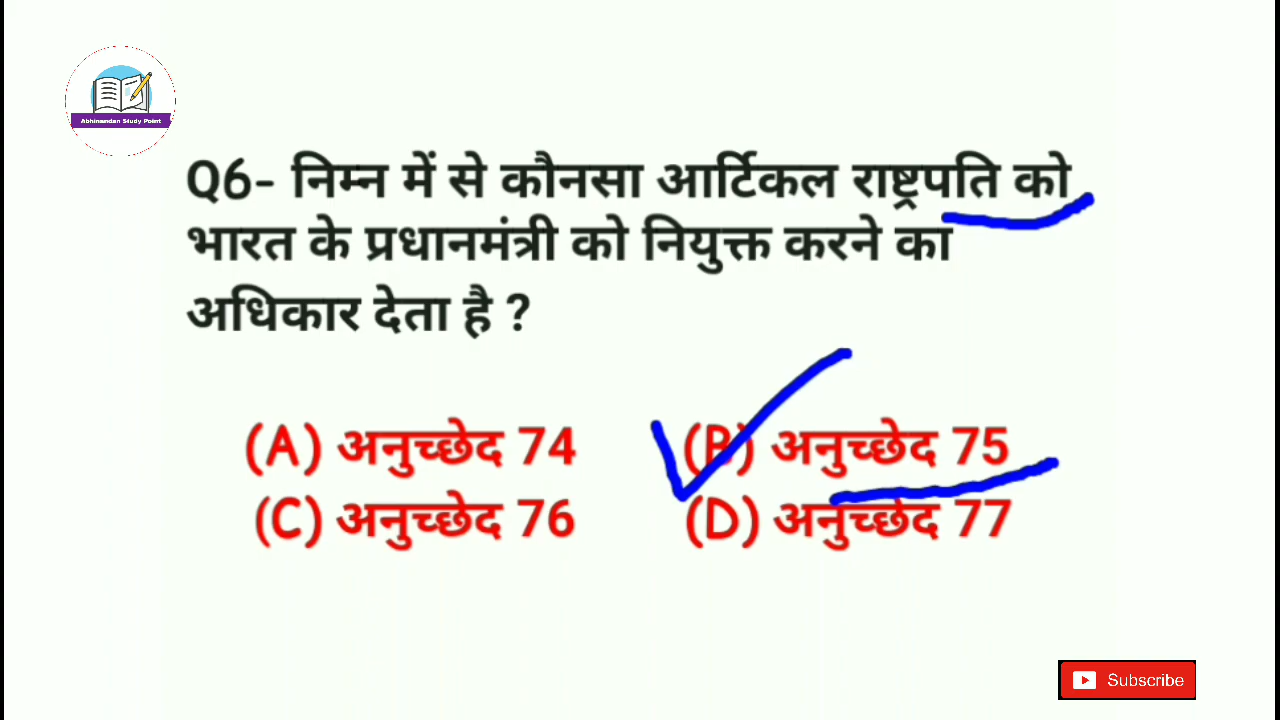 Abhinandan Study Point
Q6- निम्न में से कौनसा आर्टिकल राष्ट्रपति को
भारत के प्रधानमंत्री को नियुक्त करने का
अधिकार देता है ?
(A) अनुच्छेद 74 (B) अनुच्छेद 75
(C) अनुच्छेद 76 (D) अनुच्छेद 77
Subscribe